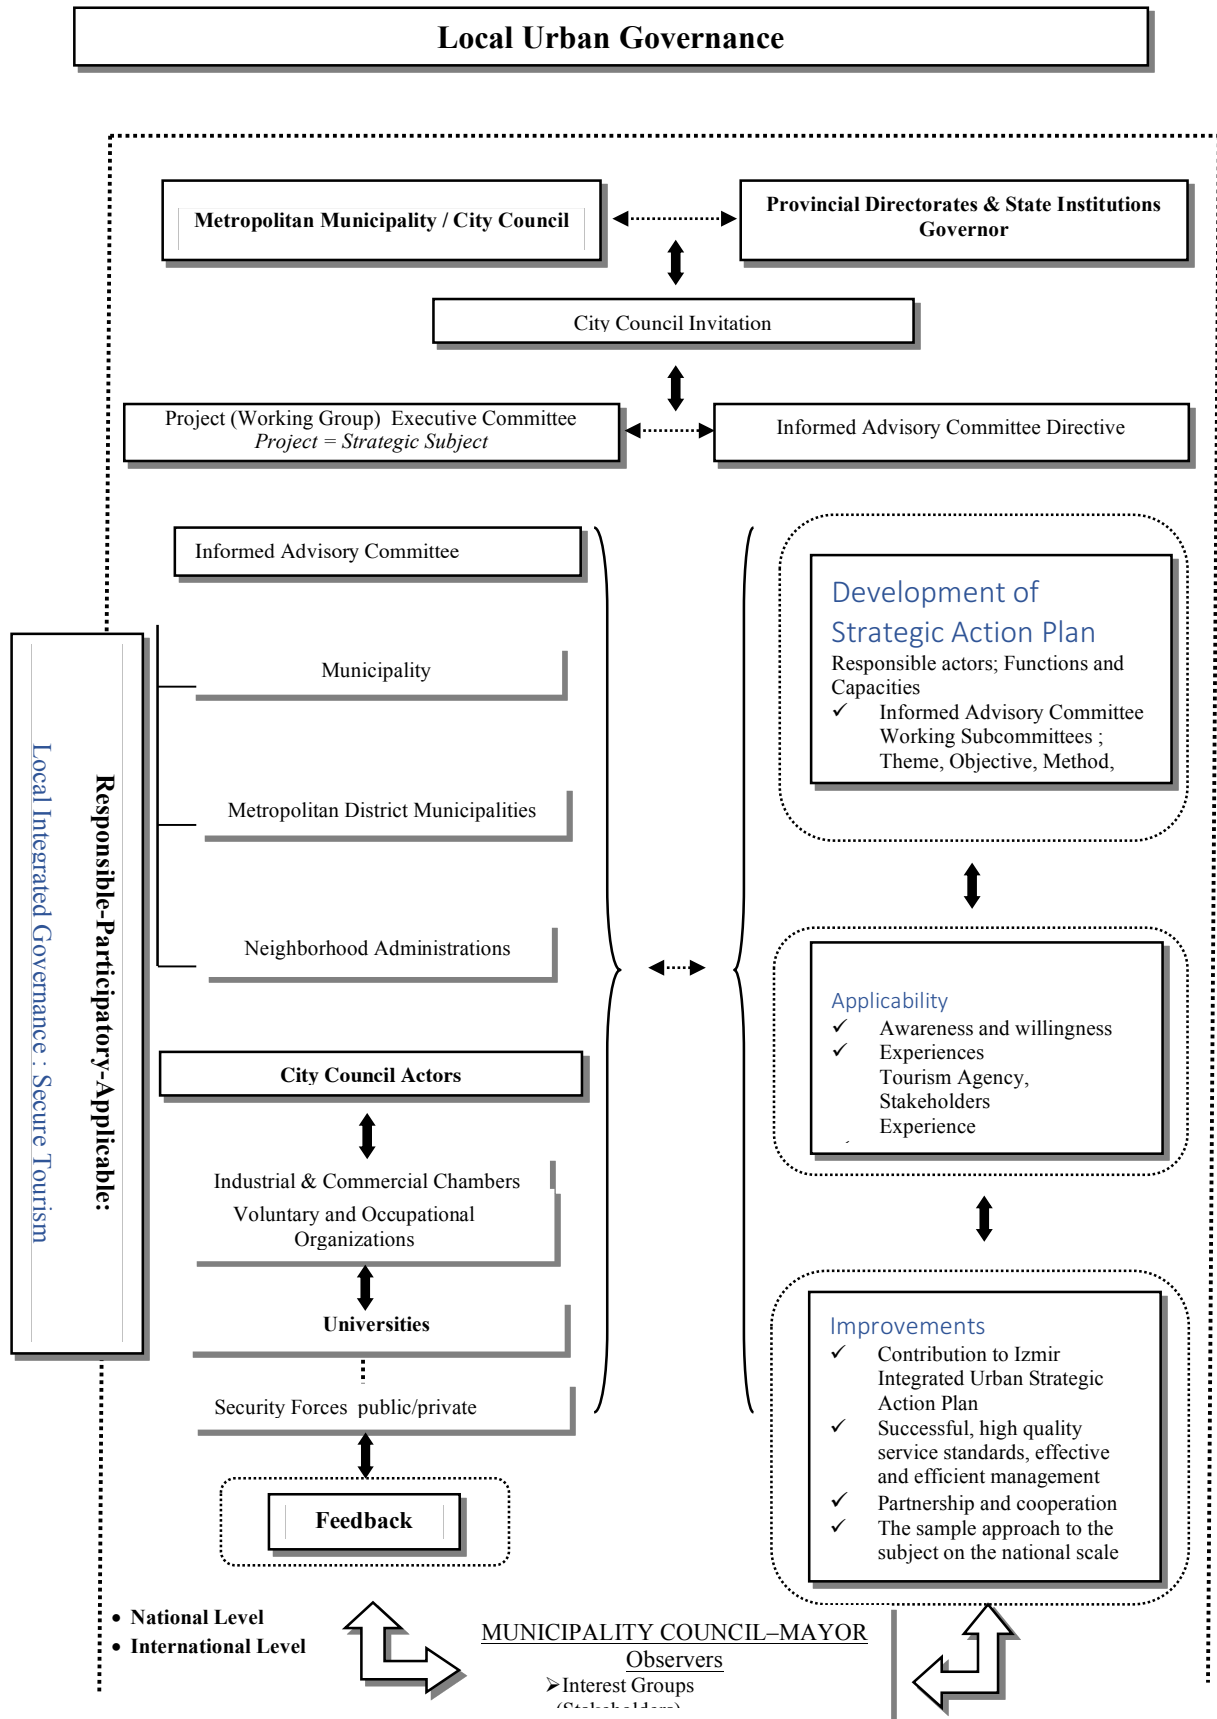 Local Urban Governance
Metropolitan Municipality / City Council
Provincial Directorates & State Institutions
Governor
City Council Invitation
Project (Working Group)  Executive Committee
Project = Strategic Subject
Informed Advisory Committee Directive
Informed Advisory Committee
Municipality
Metropolitan District Municipalities
Neighborhood Administrations
City Council Actors
Industrial & Commercial Chambers
Voluntary and Occupational
Organizations
Universities
Security Forces  public/private
Feedback
Responsible-Participatory-Applicable:
Local Integrated Governance : Secure Tourism
Development of
Strategic Action Plan
Responsible actors; Functions and
Capacities
✓ Informed Advisory Committee
Working Subcommittees ;
Theme, Objective, Method,
Applicability
✓ Awareness and willingness
✓ Experiences
Tourism Agency,
Stakeholders
Experience
Improvements
✓ Contribution to Izmir
Integrated Urban Strategic
Action Plan
✓ Successful, high quality
service standards, effective
and efficient management
✓ Partnership and cooperation
✓ The sample approach to the
subject on the national scale
• National Level
• International Level
MUNICIPALITY COUNCIL–MAYOR
Observers
➢Interest Groups
(Stakeholders)